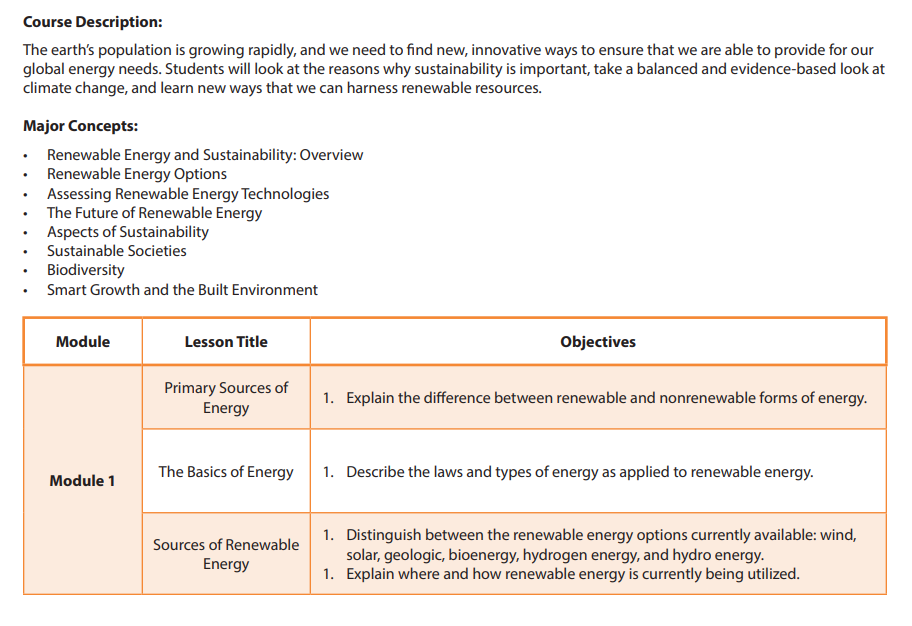 Course Description:
The earth's population is growing rapidly, and we need to find new, innovative ways to ensure that we are able to provide for our
global energy needs. Students will look at the reasons why sustainability is important, take a balanced and evidence-based look at
climate change, and learn new ways that we can harness renewable resources.
Major Concepts:
• Renewable Energy and Sustainability: Overview
• Renewable Energy Options
• Assessing Renewable Energy Technologies
• The Future of Renewable Energy
• Aspects of Sustainability
• Sustainable Societies
• Biodiversity
• Smart Growth and the Built Environment
Module
Lesson Title
Objectives
Module 1
Primary Sources of
Energy
1. Explain the difference between renewable and nonrenewable forms of energy.
The Basics of Energy
1. Describe the laws and types of energy as applied to renewable energy.
Sources of Renewable
Energy
1. Distinguish between the renewable energy options currently available: wind,
solar, geologic, bioenergy, hydrogen energy, and hydro energy.
1. Explain where and how renewable energy is currently being utilized.